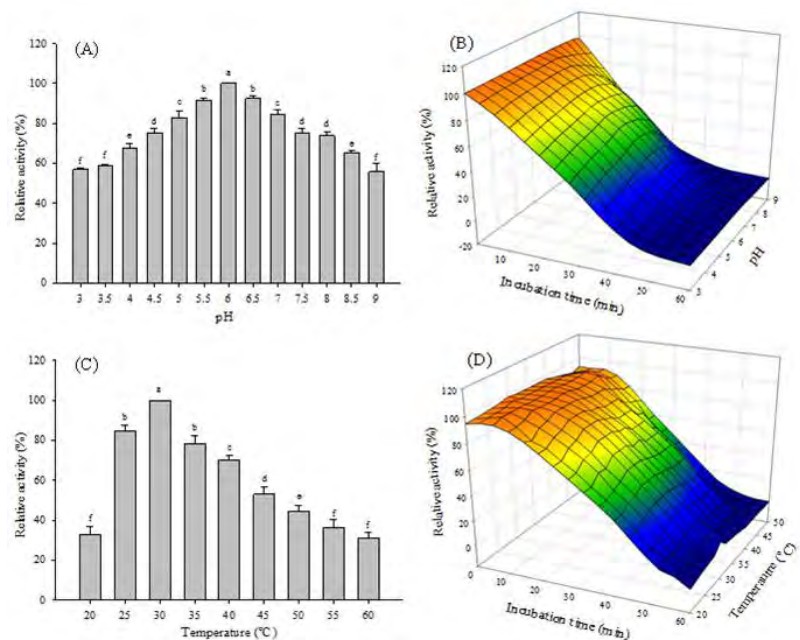 (A)
120
100
80
60
40
20
0
Relative activity (%)
f f e d c b a b c d d e f
3 3.5 4 4.5 5 5.5 6 6.5 7 7.5 8 8.5 9
pH
(B)
120
100
80
60
40
20
0
-20
Relative activity (%)
10 20 30 40 50 60
Incubation time (min)
3 4 5 6 7 8 9
pH
(C)
120
100
80
60
40
20
0
Relative activity (%)
f b a b c d e f f
20 25 30 35 40 45 50 55 60
Temperature (°C)
(D)
120
100
80
60
40
20
0
Relative activity (%)
0 10 20 30 40 50 60
Incubation time (min)
20 25 30 35 40 45 50
Temperature (°C)